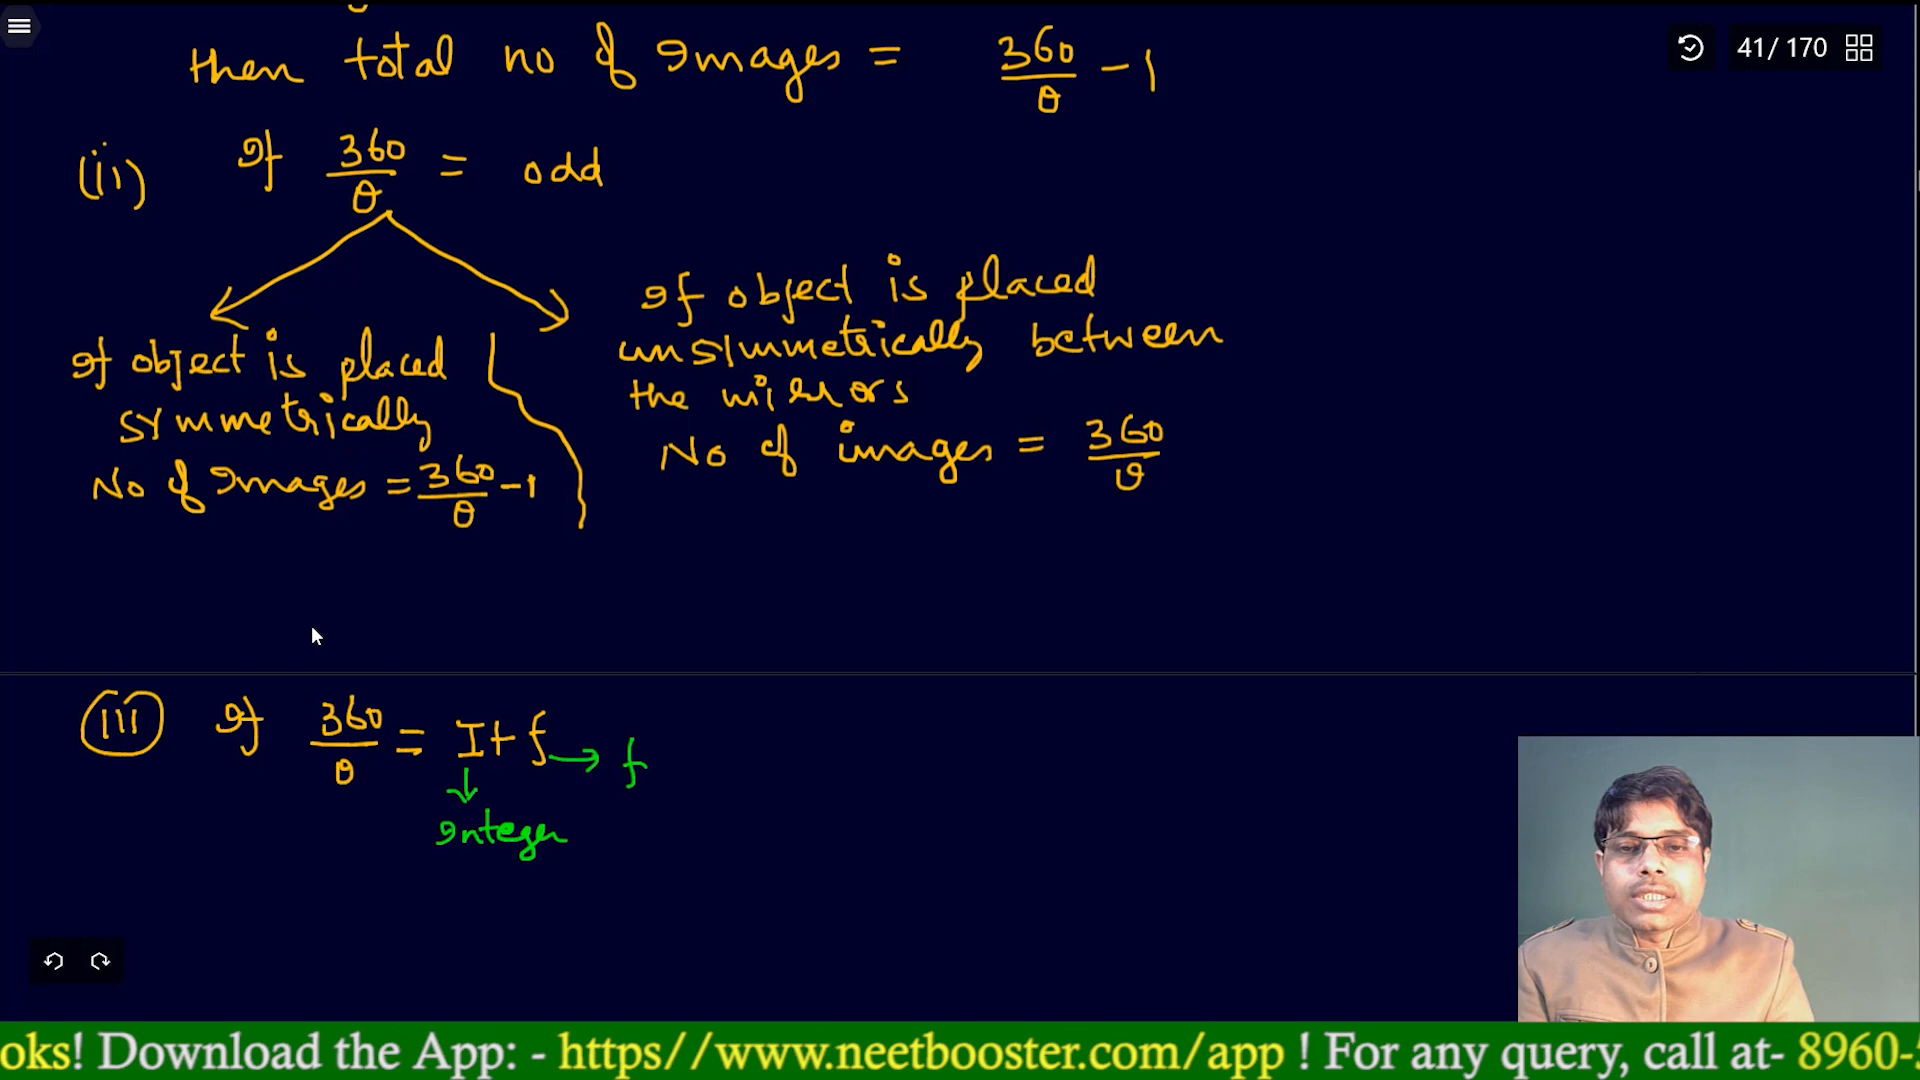 41/ 170
then total no of Images = 360/θ - 1
(ii) If 360/θ = odd
If object is placed
symmetrically
No of Images = 360/θ - 1
If object is placed
unsymmetrically between
the mirrors
No of images = 360/θ
(III) If 360/θ = I + f → f
↓
Integer
oks! Download the App: - https//www.neetbooster.com/app ! For any query, call at- 8960-